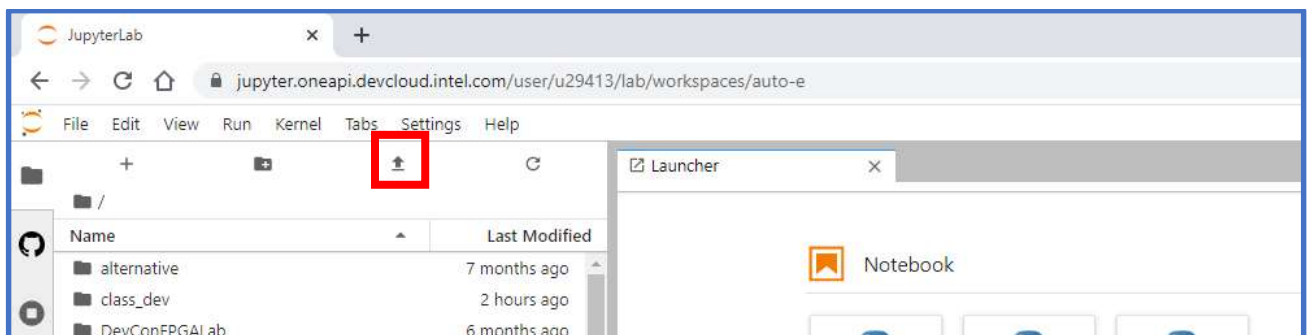 JupyterLab
jupyter.oneapi.devcloud.intel.com/user/u29413/lab/workspaces/auto-e
File Edit View Run Kernel Tabs Settings Help
Launcher
/
Name Last Modified
alternative 7 months ago
class_dev 2 hours ago
DevConFPGALab 6 months ago
Notebook